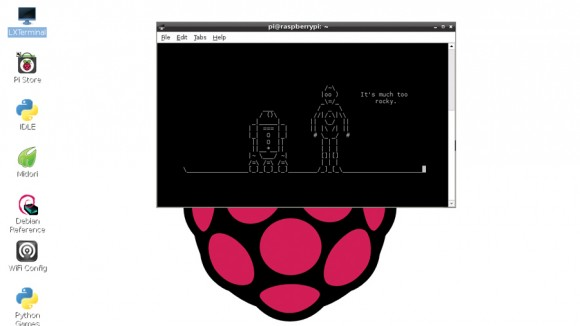 LXTerminal
Pi Store
IDLE
Midori
Debian
Reference
WiFi Config
Python
Games
pi@raspberrypi: ~
File Edit Tabs Help
It's much too
rocky.